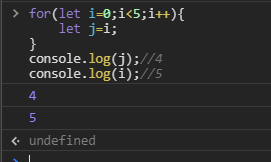 > for(let i=0;i<5;i++){
    let j=i;
}
console.log(j);//4
console.log(i);//5
4
5
undefined